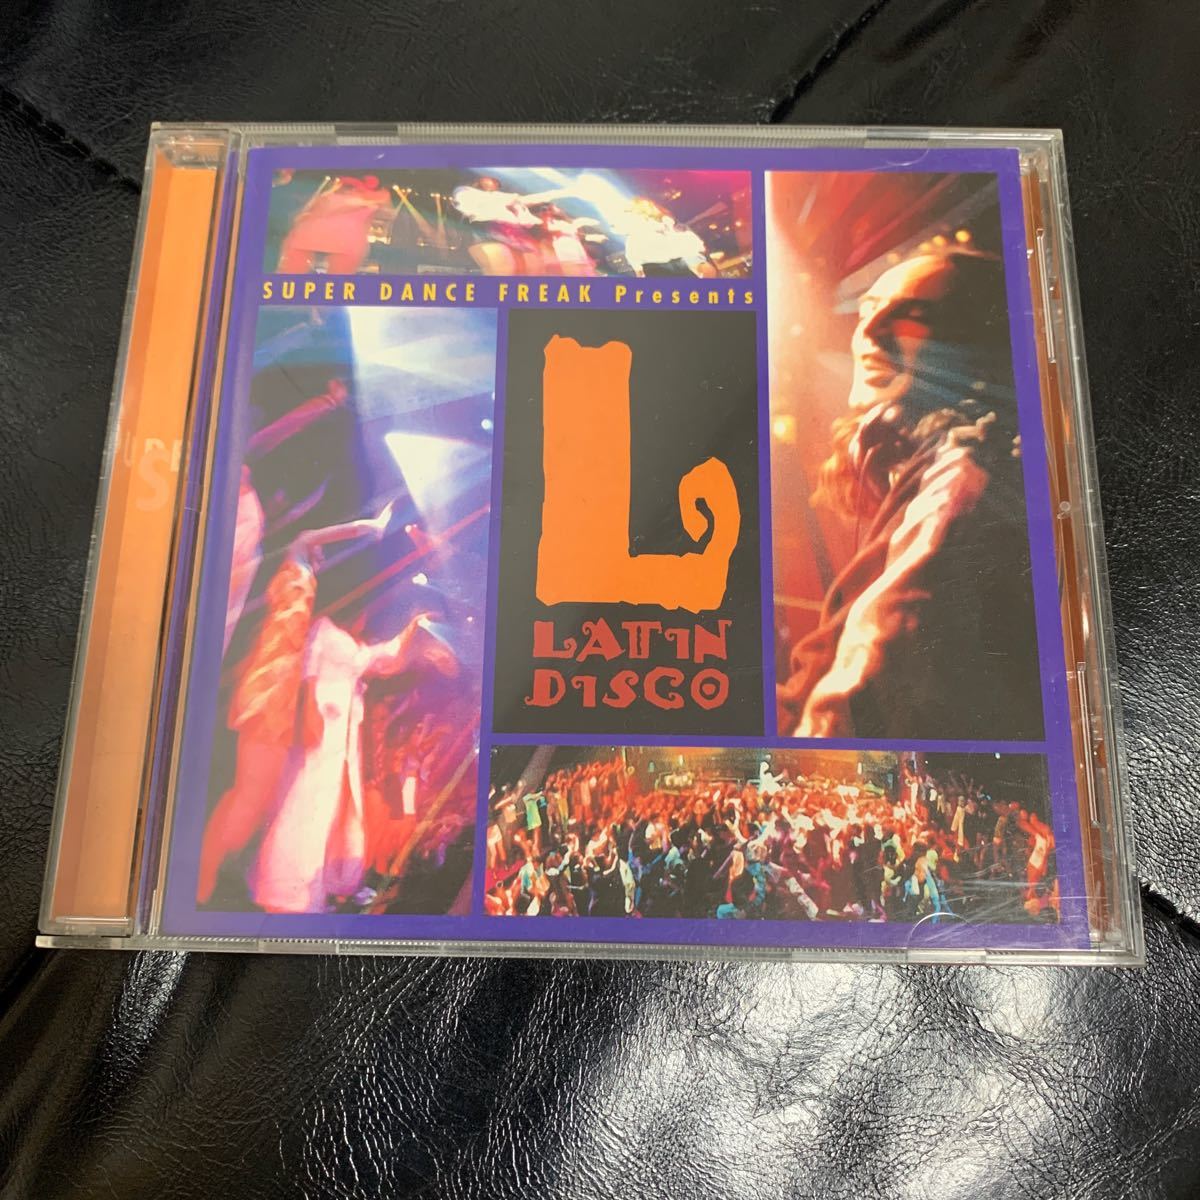 SUPER DANCE FREAK Presents
L
LATIN
DISCO